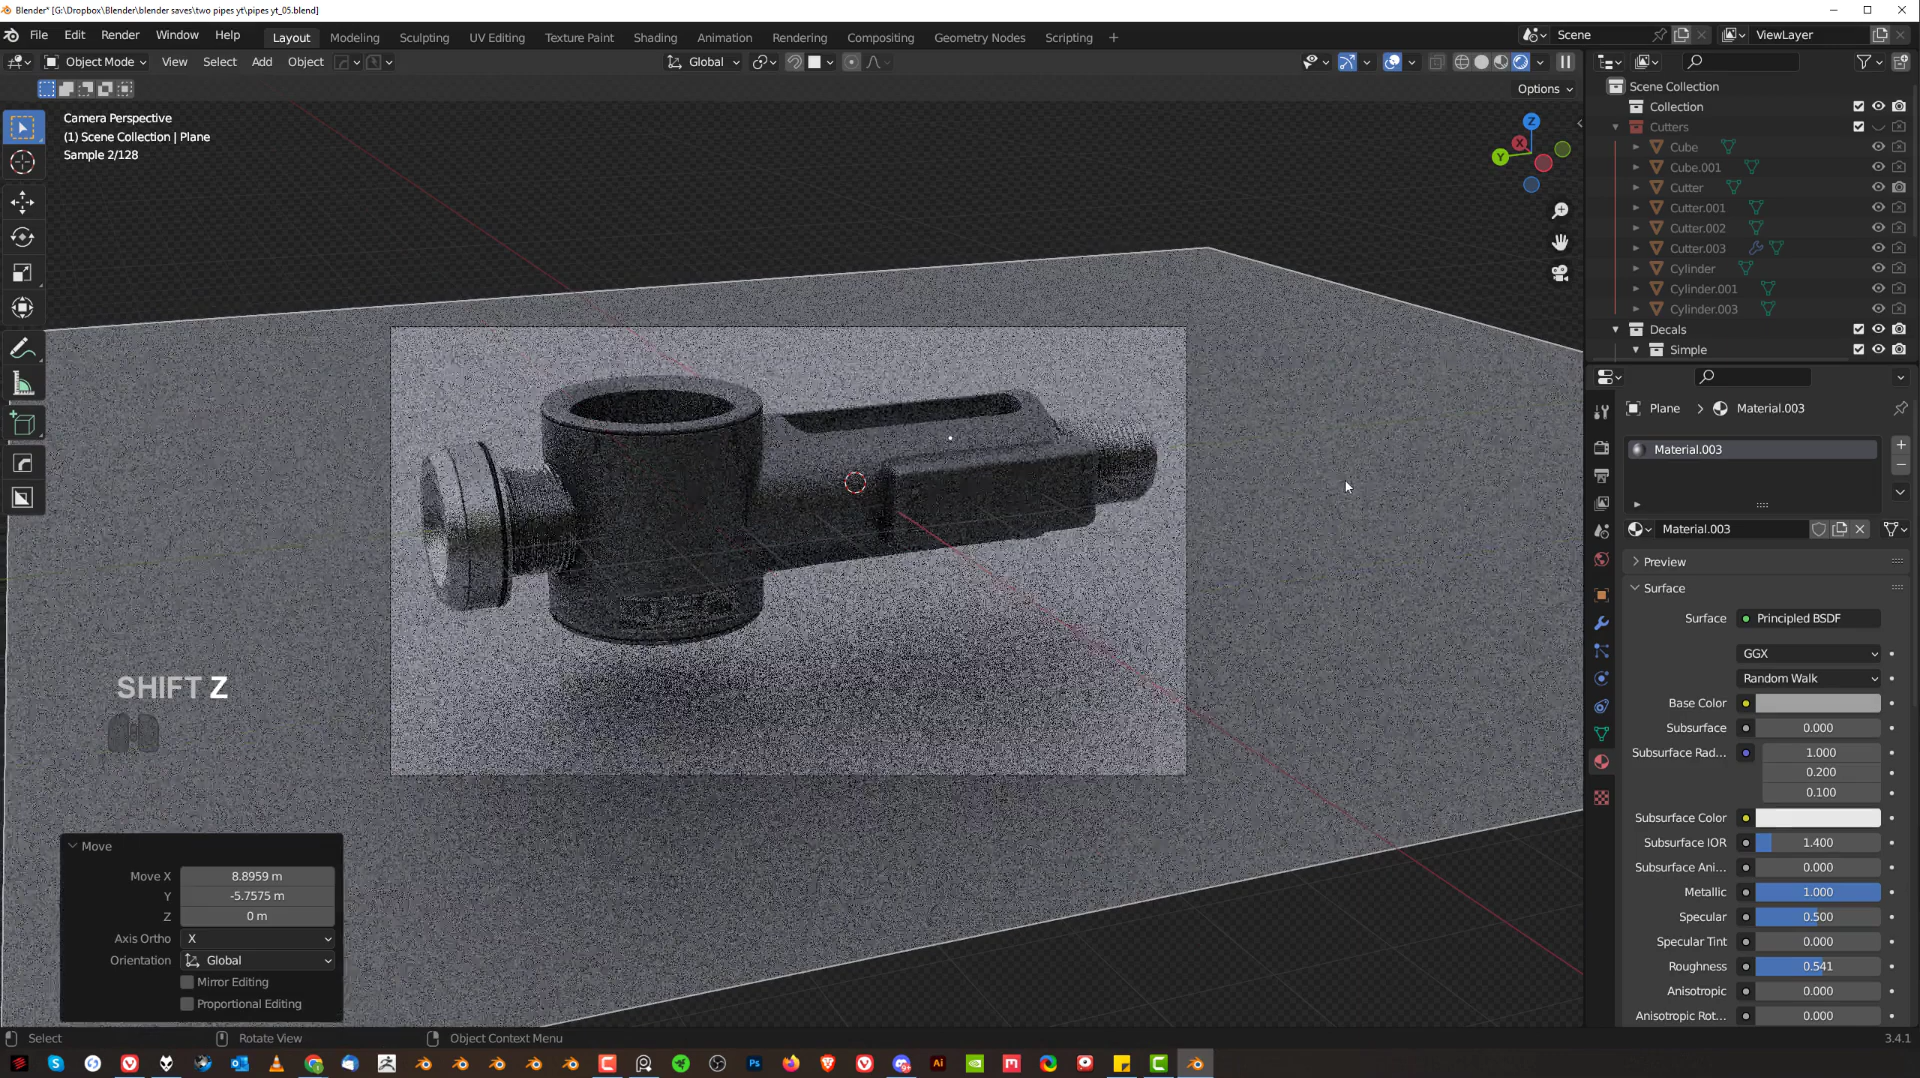 Blender* [G:\Dropbox\Blender\blender saves\two pipes yt\pipes yt_05.blend]
File Edit Render Window Help
Layout Modeling Sculpting UV Editing Texture Paint Shading Animation Rendering Compositing Geometry Nodes Scripting +
Scene ViewLayer
Object Mode View Select Add Object Global
Options
Camera Perspective
(1) Scene Collection | Plane
Sample 2/128
Z
X
Y
Scene Collection
Collection
Cutters
Cube
Cube.001
Cutter
Cutter.001
Cutter.002
Cutter.003
Cylinder
Cylinder.001
Cylinder.003
Decals
Simple
Plane > Material.003
Material.003
Material.003
Preview
Surface
Surface Principled BSDF
GGX
Random Walk
Base Color
Subsurface 0.000
Subsurface Rad... 1.000
0.200
0.100
Subsurface Color
Subsurface IOR 1.400
Subsurface Ani... 0.000
Metallic 1.000
Specular 0.500
Specular Tint 0.000
Roughness 0.541
Anisotropic 0.000
Anisotropic Rot... 0.000
SHIFT Z
Move
Move X 8.8959 m
Y -5.7575 m
Z 0 m
Axis Ortho X
Orientation Global
Mirror Editing
Proportional Editing
Select Rotate View Object Context Menu 3.4.1